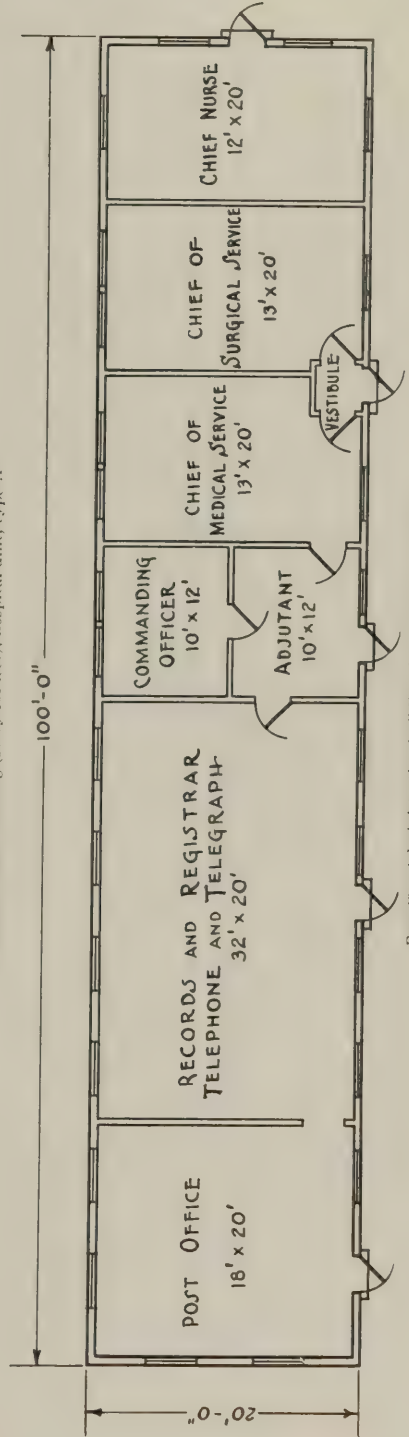 100'-0"
20'-0"
POST OFFICE
18' x 20'
RECORDS AND REGISTRAR
TELEPHONE AND TELEGRAPH
32' x 20'
COMMANDING
OFFICER
10' x 12'
ADJUTANT
10' x 12'
CHIEF OF
MEDICAL SERVICE
13' x 20'
VESTIBULE
CHIEF OF
SURGICAL SERVICE
13' x 20'
CHIEF NURSE
12' x 20'